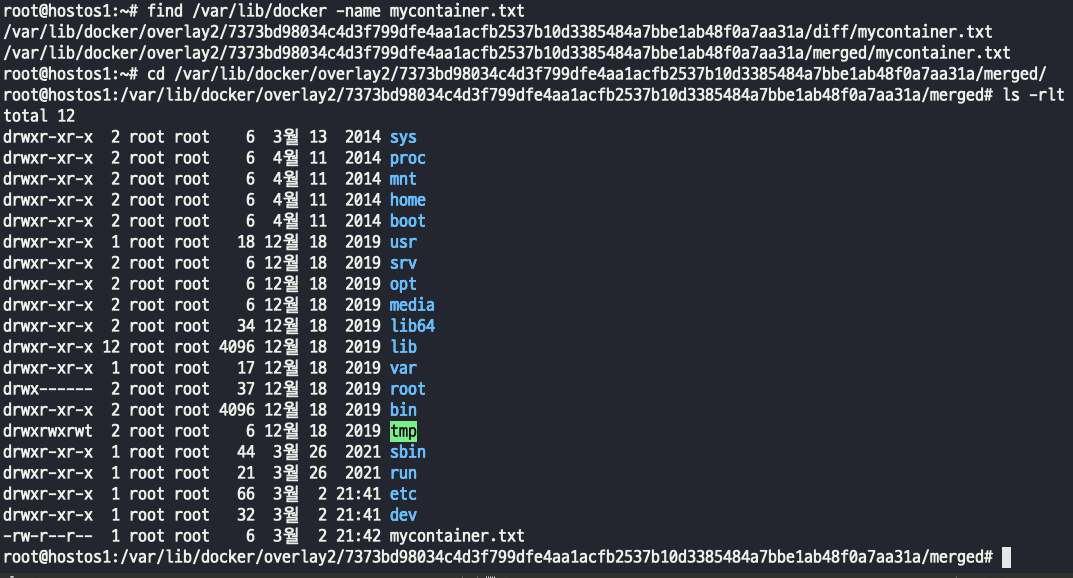 root@hostos1:~# find /var/lib/docker -name mycontainer.txt
/var/lib/docker/overlay2/7373bd98034c4d3f799dfe4aa1acfb2537b10d3385484a7bbe1ab48f0a7aa31a/diff/mycontainer.txt
/var/lib/docker/overlay2/7373bd98034c4d3f799dfe4aa1acfb2537b10d3385484a7bbe1ab48f0a7aa31a/merged/mycontainer.txt
root@hostos1:~# cd /var/lib/docker/overlay2/7373bd98034c4d3f799dfe4aa1acfb2537b10d3385484a7bbe1ab48f0a7aa31a/merged/
root@hostos1:/var/lib/docker/overlay2/7373bd98034c4d3f799dfe4aa1acfb2537b10d3385484a7bbe1ab48f0a7aa31a/merged# ls -rlt
total 12
drwxr-xr-x  2 root root    6  3월 13  2014 sys
drwxr-xr-x  2 root root    6  4월 11  2014 proc
drwxr-xr-x  2 root root    6  4월 11  2014 mnt
drwxr-xr-x  2 root root    6  4월 11  2014 home
drwxr-xr-x  2 root root    6  4월 11  2014 boot
drwxr-xr-x  1 root root   18 12월 18  2019 usr
drwxr-xr-x  2 root root    6 12월 18  2019 srv
drwxr-xr-x  2 root root    6 12월 18  2019 opt
drwxr-xr-x  2 root root    6 12월 18  2019 media
drwxr-xr-x  2 root root   34 12월 18  2019 lib64
drwxr-xr-x 12 root root 4096 12월 18  2019 lib
drwxr-xr-x  1 root root   17 12월 18  2019 var
drwx------  2 root root   37 12월 18  2019 root
drwxr-xr-x  2 root root 4096 12월 18  2019 bin
drwxrwxrwt  2 root root    6 12월 18  2019 tmp
drwxr-xr-x  1 root root   44  3월 26  2021 sbin
drwxr-xr-x  1 root root   21  3월 26  2021 run
drwxr-xr-x  1 root root   66  3월  2 21:41 etc
drwxr-xr-x  1 root root   32  3월  2 21:41 dev
-rw-r--r--  1 root root    6  3월  2 21:42 mycontainer.txt
root@hostos1:/var/lib/docker/overlay2/7373bd98034c4d3f799dfe4aa1acfb2537b10d3385484a7bbe1ab48f0a7aa31a/merged#